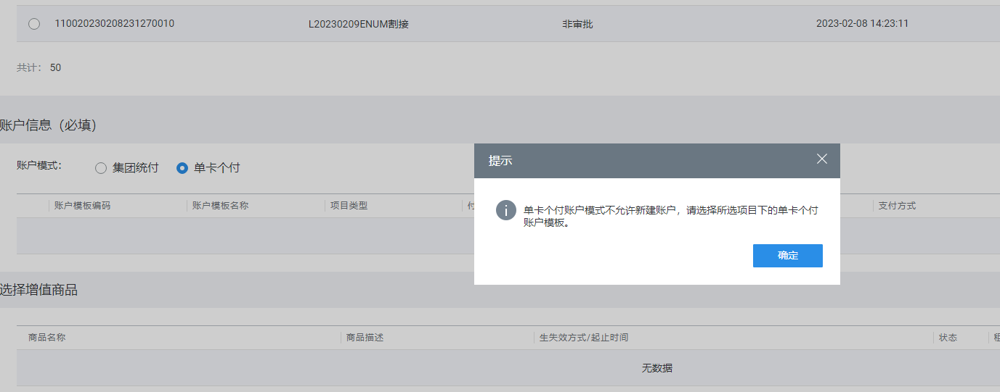 110020230208231270010 L20230209ENUM割接 非审批 2023-02-08 14:23:11
共计： 50
账户信息（必填）
账户模式： 集团统付 单卡个付
账户模板编码 账户模板名称 项目类型 付 支付方式
提示
单卡个付账户模式不允许新建账户，请选择所选项目下的单卡个付
账户模板。
确定
选择增值商品
商品名称 商品描述 生失效方式/起止时间 状态
无数据